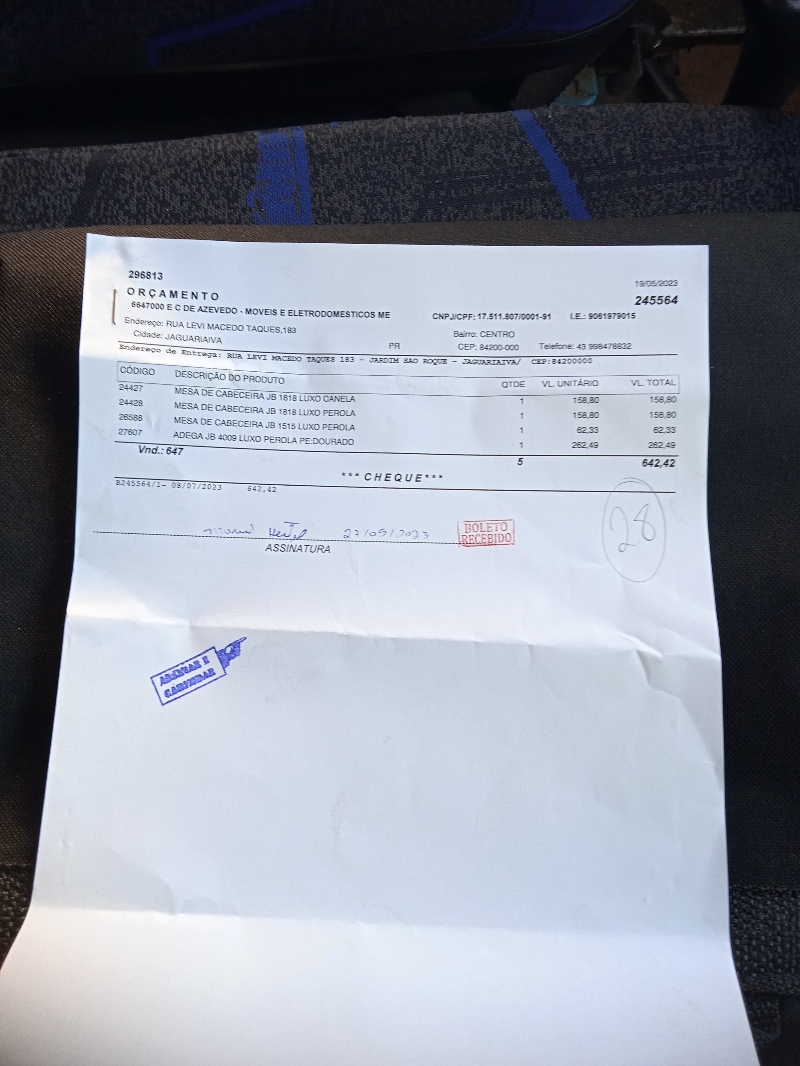 296813
19/05/2023
ORÇAMENTO
245564
6647000 E C DE AZEVEDO - MOVEIS E ELETRODOMESTICOS ME
CNPJ/CPF: 17.511.807/0001-91 I.E.: 9061979015
Endereço: RUA LEVI MACEDO TAQUES,183
Bairro: CENTRO
Cidade: JAGUARIAIVA PR CEP: 84200-000 Telefone: 43 998478832
Endereço de Entrega: RUA LEVI MACEDO TAQUES 183 - JARDIM SAO ROQUE - JAGUARIAIVA/ CEP:84200000
CÓDIGO DESCRIÇÃO DO PRODUTO QTDE VL. UNITÁRIO VL. TOTAL
24427 MESA DE CABECEIRA JB 1818 LUXO CANELA 1 158,80 158,80
24428 MESA DE CABECEIRA JB 1818 LUXO PEROLA 1 158,80 158,80
26588 MESA DE CABECEIRA JB 1515 LUXO PEROLA 1 62,33 62,33
27607 ADEGA JB 4009 LUXO PEROLA PE:DOURADO 1 262,49 262,49
Vnd.: 647 5 642,42
*** CHEQUE***
B245564/1- 08/07/2023 642,42
28
BOLETO
RECEBIDO
ASSINATURA
ASSINAR E
CARIMBAR